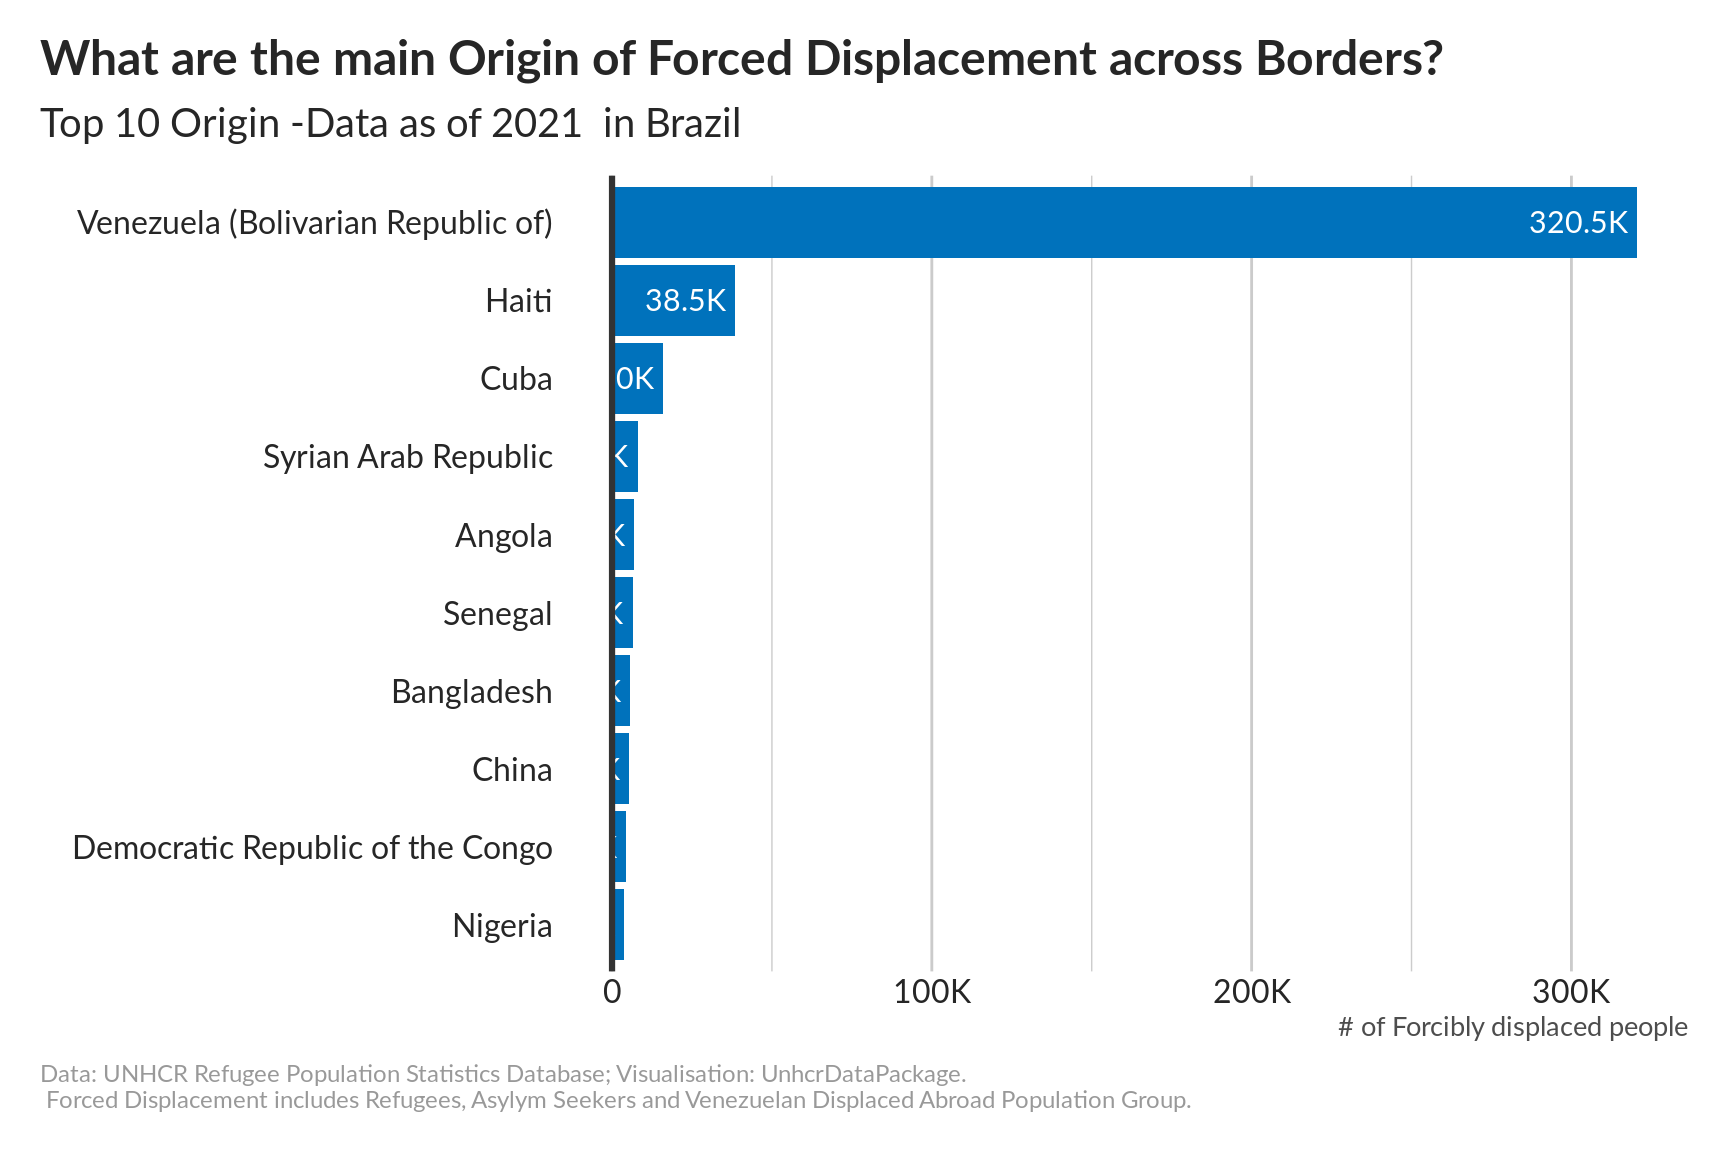 What are the main Origin of Forced Displacement across Borders?
Top 10 Origin -Data as of 2021  in Brazil
Venezuela (Bolivarian Republic of)
320.5K
Haiti
38.5K
Cuba
0K
Syrian Arab Republic
K
Angola
K
Senegal
K
Bangladesh
K
China
K
Democratic Republic of the Congo
Nigeria
0
100K
200K
300K
# of Forcibly displaced people
Data: UNHCR Refugee Population Statistics Database; Visualisation: UnhcrDataPackage.
Forced Displacement includes Refugees, Asylym Seekers and Venezuelan Displaced Abroad Population Group.